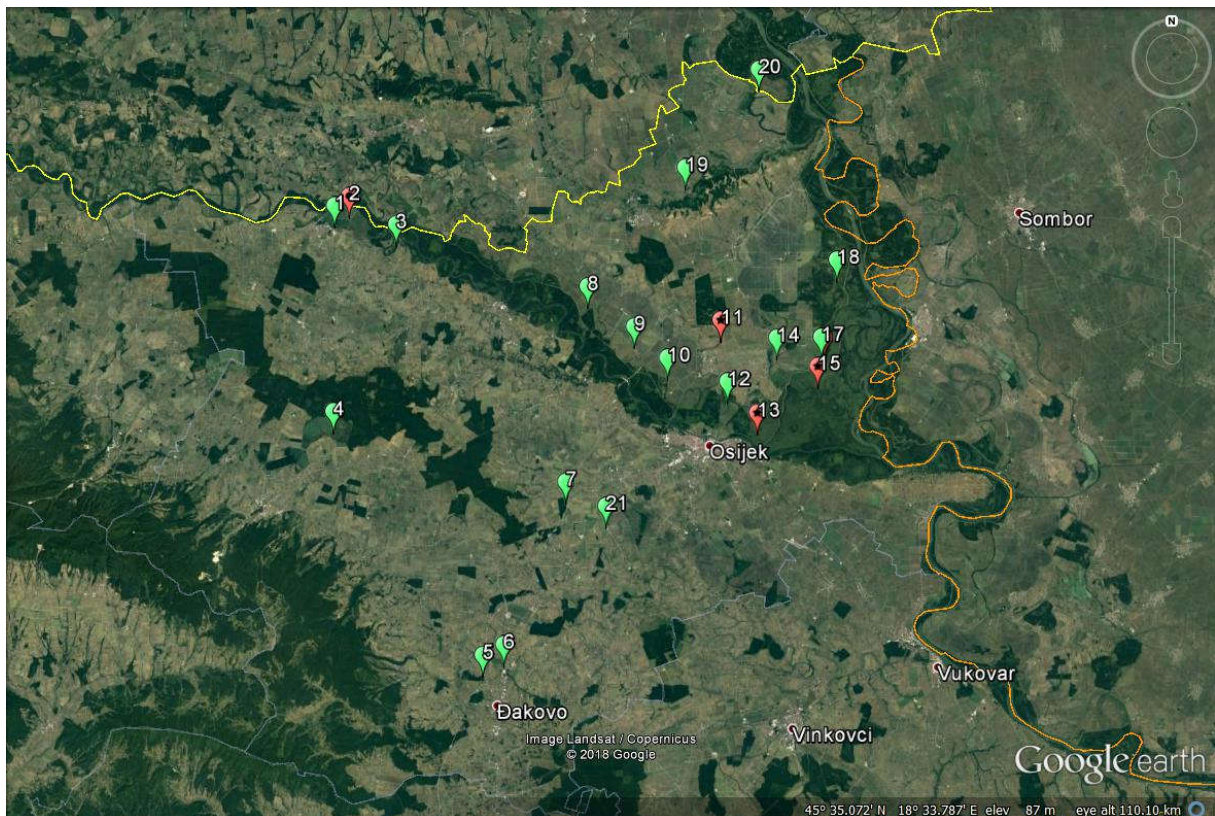 N
20
19
2
1
3
Sombor
18
8
11
9
14
17
10
15
12
4
13
Osijek
7
21
6
5
Vukovar
Đakovo
Vinkovci
Image Landsat / Copernicus
© 2018 Google
Google earth
45° 35.072' N 18° 33.787' E elev 87 m eye alt 110.10 km